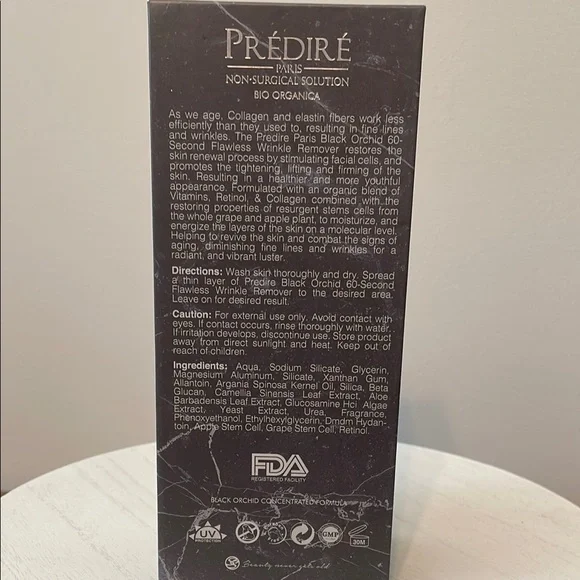 PRÉDIRÉ
PARIS
NON-SURGICAL SOLUTION
BIO ORGANICA
As we age, Collagen and elastin fibers work less
efficiently than they used to, resulting in fine lines
and wrinkles. The Predire Paris Black Orchid 60-
Second Flawless Wrinkle Remover restores the
skin renewal process by stimulating facial cells, and
promotes the tightening, lifting and firming of the
skin. Resulting in a healthier and more youthful
appearance. Formulated with an organic blend of
Vitamins, Retinol, & Collagen combined with the
restoring properties of resurgent stems cells from
the whole grape and apple plant, to moisturize, and
energize the layers of the skin on a molecular level.
Helping to revive the skin and combat the signs of
aging, diminishing fine lines and wrinkles for a
radiant, and vibrant luster.
Directions: Wash skin thoroughly and dry. Spread
a thin layer of Predire Black Orchid 60-Second
Flawless Wrinkle Remover to the desired area.
Leave on for desired result.
Caution: For external use only. Avoid contact with
eyes. If contact occurs, rinse thoroughly with water.
If irritation develops, discontinue use. Store product
away from direct sunlight and heat. Keep out of
reach of children.
Ingredients: Aqua, Sodium Silicate, Glycerin,
Magnesium Aluminum, Silicate, Xanthan Gum,
Allantoin, Argania Spinosa Kernel Oil, Silica, Beta
Glucan, Camellia Sinensis Leaf Extract, Aloe
Barbadensis Leaf Extract, Glucosamine Hci Algae
Extract, Yeast Extract, Urea, Fragrance,
Phenoxyethanol, Ethylhexylglycerin, Dmdm Hydan-
toin, Apple Stem Cell, Grape Stem Cell, Retinol.
FDA
REGISTERED FACILITY
BLACK ORCHID CONCENTRATED FORMULA
UV
PROTECTION
GMP
30M
Beauty never gets old